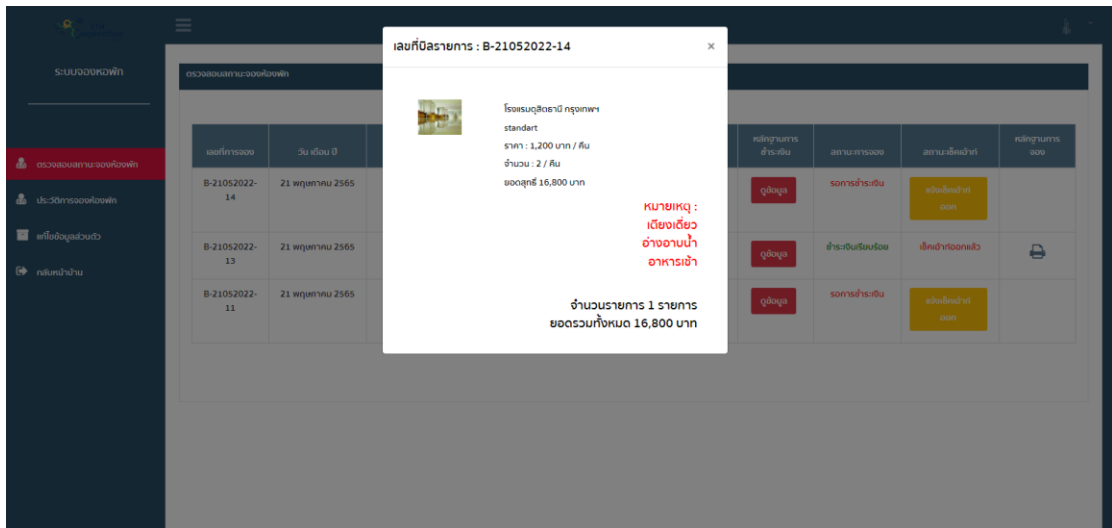 เลขที่บิลรายการ : B-21052022-14
×
ระบบจองหอพัก
ตรวจสอบสถานะจองห้องพัก
ตรวจสอบสถานะจองห้องพัก
ประวัติการจองห้องพัก
แก้ไขข้อมูลส่วนตัว
กลับหน้าบ้าน
โรงแรมดุสิตธานี กรุงเทพฯ
standart
ราคา : 1,200 บาท / คืน
จำนวน : 2 / คืน
ยอดสุทธิ์ 16,800 บาท
หมายเหตุ :
เตียงเดี่ยว
อ่างอาบน้ำ
อาหารเช้า
จำนวนรายการ 1 รายการ
ยอดรวมทั้งหมด 16,800 บาท
เลขที่การจอง
วัน เดือน ปี
หลักฐานการ
ชำระเงิน
สถานะการจอง
สถานะเช็คเอ้าท์
หลักฐานการ
จอง
B-21052022-
14
21 พฤษภาคม 2565
ดูข้อมูล
รอการชำระเงิน
แจ้งเช็คเอ้าท์
ออก
B-21052022-
13
21 พฤษภาคม 2565
ดูข้อมูล
ชำระเงินเรียบร้อย
เช็คเอ้าท์ออกแล้ว
B-21052022-
11
21 พฤษภาคม 2565
ดูข้อมูล
รอการชำระเงิน
แจ้งเช็คเอ้าท์
ออก